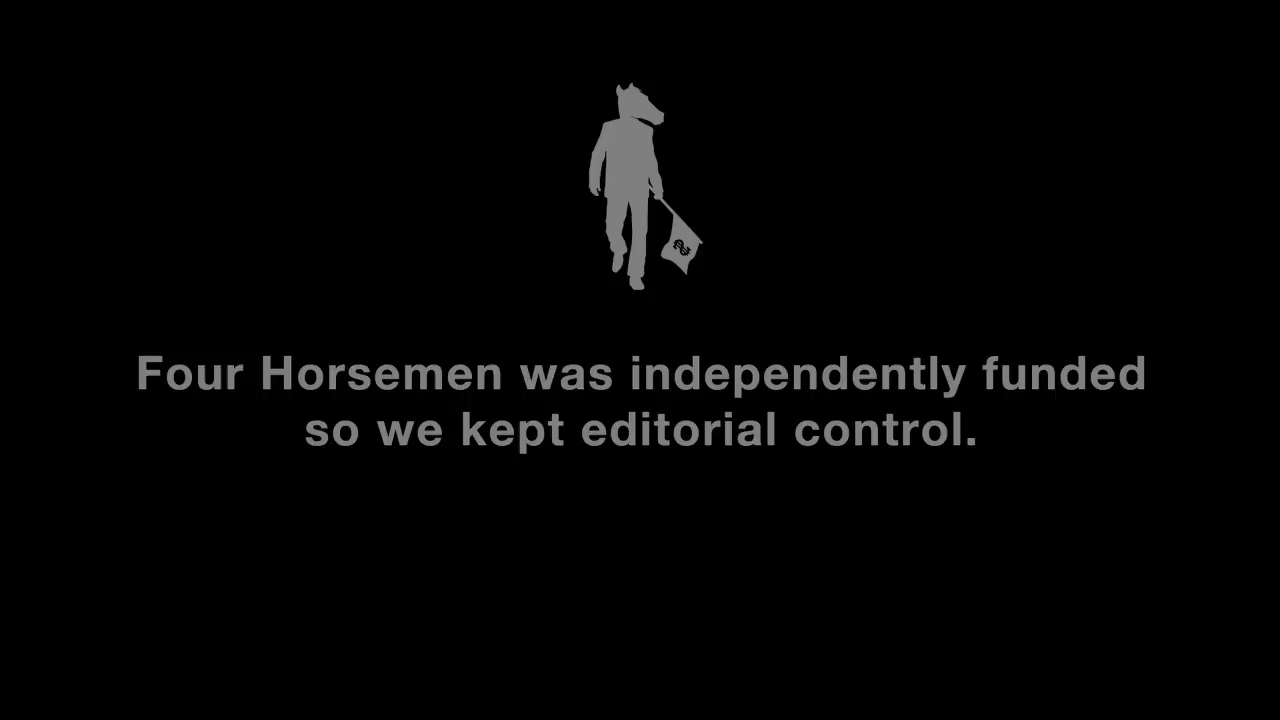 Four Horsemen was independently funded
so we kept editorial control.